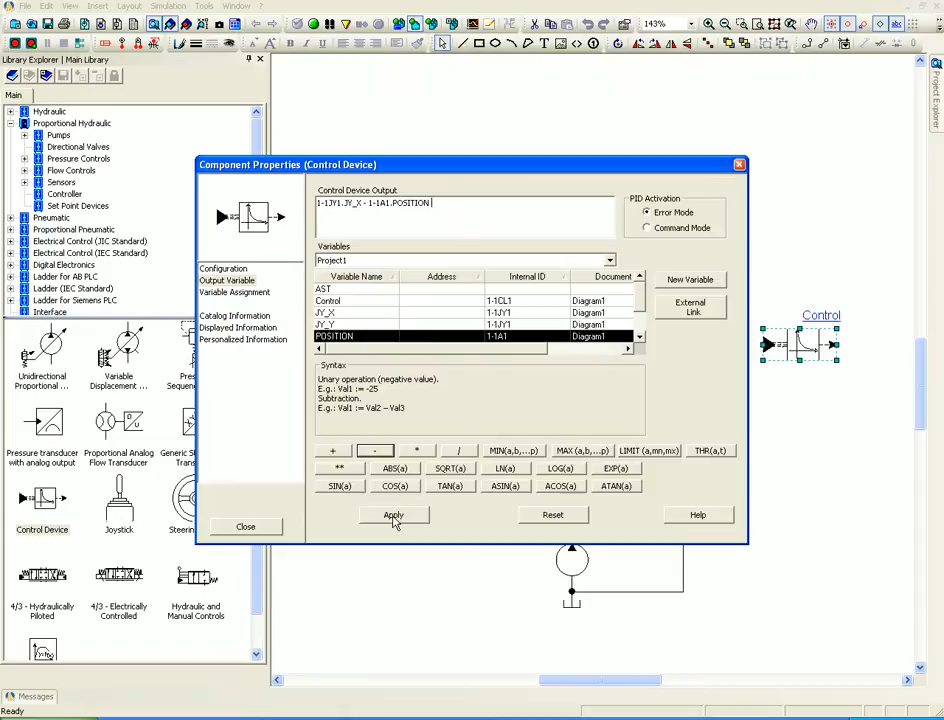 File Edit View Layout Insert Simulation Tools Window
143%
Library Explorer | Main Library
Main
Hydraulic
Proportional Hydraulic
Pumps
Directional Valves
Pressure Controls
Flow Controls
Sensors
Controller
Set Point Devices
Pneumatic
Proportional Pneumatic
Electrical Control (JIC Standard)
Electrical Control (IEC Standard)
Digital Electronics
Ladder for AB PLC
Ladder (IEC Standard)
Ladder for Siemens PLC
Interface
Unidirectional Proportional ...
Variable Displacement ...
Pressure transducer with analog output
Proportional Analog Flow Transducer
Control Device
Joystick
4/3 - Hydraulically Piloted
4/3 - Electrically Controlled
Hydraulic and Manual Controls
Component Properties (Control Device)
Configuration
Output Variable
Variable Assignment
Catalog Information
Displayed Information
Personalized Information
Close
Control Device Output
1-1JY1.JY_X - 1-1A1.POSITION
PID Activation
Error Mode
Command Mode
Variables
Project1
Variable Name Address Internal ID Document
AST
Control 1-1CL1 Diagram1
JY_X 1-1JY1 Diagram1
JY_Y 1-1JY1 Diagram1
POSITION 1-1A1 Diagram1
New Variable
External Link
Syntax
Unary operation (negative value).
E.g.: Val1 := -25
Subtraction.
E.g.: Val1 := Val2 – Val3
+ - * / MIN(a,b,...p) MAX (a,b,...p) LIMIT (a,mn,mx) THR(a,t)
** ABS(a) SQRT(a) LN(a) LOG(a) EXP(a)
SIN(a) COS(a) TAN(a) ASIN(a) ACOS(a) ATAN(a)
Apply Reset Help
Control
Project Explorer
Messages
Ready